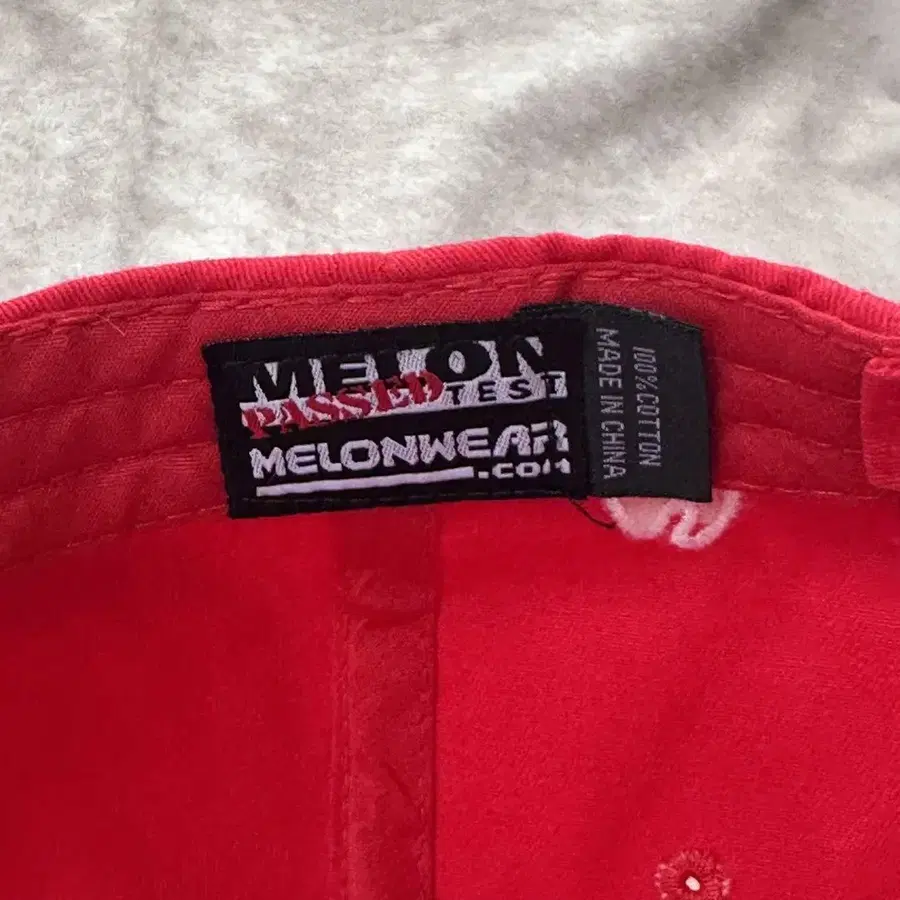 MELON
PASSED TEST
MELONWEAR
.COM
100% COTTON
MADE IN CHINA